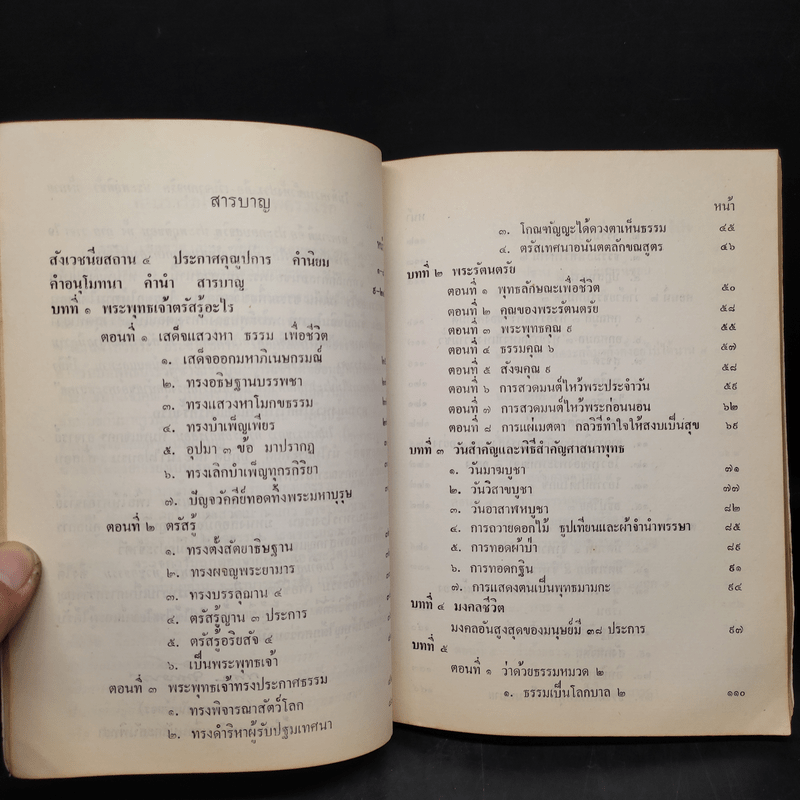 สารบาญ
สังเวชนียสถาน ๔ ประกาศคุณูปการ คำนิยม
คำอนุโมทนา คำนำ สารบาญ
บทที่ ๑ พระพุทธเจ้าตรัสรู้อะไร
ตอนที่ ๑ เสด็จแสวงหา ธรรม เพื่อชีวิต
๑. เสด็จออกมหาภิเนษกรมณ์
๒. ทรงอธิษฐานบรรพชา
๓. ทรงแสวงหาโมกขธรรม
๔. ทรงบำเพ็ญเพียร
๕. อุปมา ๓ ข้อ มาปรากฏ
๖. ทรงเลิกบำเพ็ญทุกรกิริยา
๗. ปัญจวัคคีย์ทอดทิ้งพระมหาบุรุษ
ตอนที่ ๒ ตรัสรู้
๑. ทรงตั้งสัตยาธิษฐาน
๒. ทรงผจญพระยามาร
๓. ทรงบรรลุฌาน ๔
๔. ตรัสรู้ญาน ๓ ประการ
๕. ตรัสรู้อริยสัจ ๔
๖. เป็นพระพุทธเจ้า
ตอนที่ ๓ พระพุทธเจ้าทรงประกาศธรรม
๑. ทรงพิจารณาสัตว์โลก
๒. ทรงดำริหาผู้รับปฐมเทศนา
หน้า
๓. โกณฑัญญะได้ดวงตาเห็นธรรม ๔๕
๔. ตรัสเทศนาอนันตตลักขณสูตร ๔๖
บทที่ ๒ พระรัตนตรัย
ตอนที่ ๑ พุทธลักษณะเพื่อชีวิต ๕๐
ตอนที่ ๒ คุณของพระรัตนตรัย ๕๔
ตอนที่ ๓ พระพุทธคุณ ๙ ๕๕
ตอนที่ ๔ ธรรมคุณ ๖ ๕๗
ตอนที่ ๕ สังฆคุณ ๙ ๕๘
ตอนที่ ๖ การสวดมนต์ไหว้พระประจำวัน ๕๙
ตอนที่ ๗ การสวดมนต์ไหว้พระก่อนนอน ๖๒
ตอนที่ ๘ การแผ่เมตตา กลวิธีทำใจให้สงบเป็นสุข ๖๙
บทที่ ๓ วันสำคัญและพิธีสำคัญศาสนาพุทธ
๑. วันมาฆบูชา ๗๑
๒. วันวิสาขบูชา ๗๗
๓. วันอาสาฬหบูชา ๘๒
๔. การถวายดอกไม้ ธูปเทียนและผ้าจำนำพรรษา ๘๕
๕. การทอดผ้าป่า ๘๙
๖. การทอดกฐิน ๙๑
๗. การแสดงตนเป็นพุทธมามกะ ๙๔
บทที่ ๔ มงคลชีวิต
มงคลอันสูงสุดของมนุษย์มี ๓๘ ประการ ๙๗
บทที่ ๕
ตอนที่ ๑ ว่าด้วยธรรมหมวด ๒
๑. ธรรมเป็นโลกบาล ๒ ๑๑๐